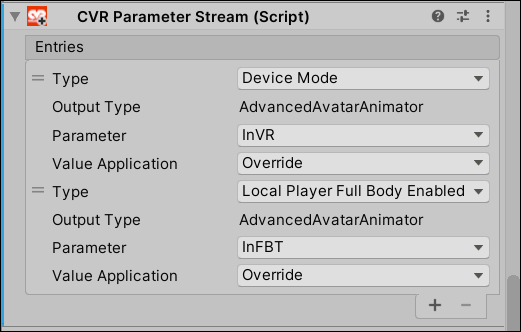 CVR Parameter Stream (Script)
Entries
Type Device Mode
Output Type AdvancedAvatarAnimator
Parameter InVR
Value Application Override
Type Local Player Full Body Enabled
Output Type AdvancedAvatarAnimator
Parameter InFBT
Value Application Override